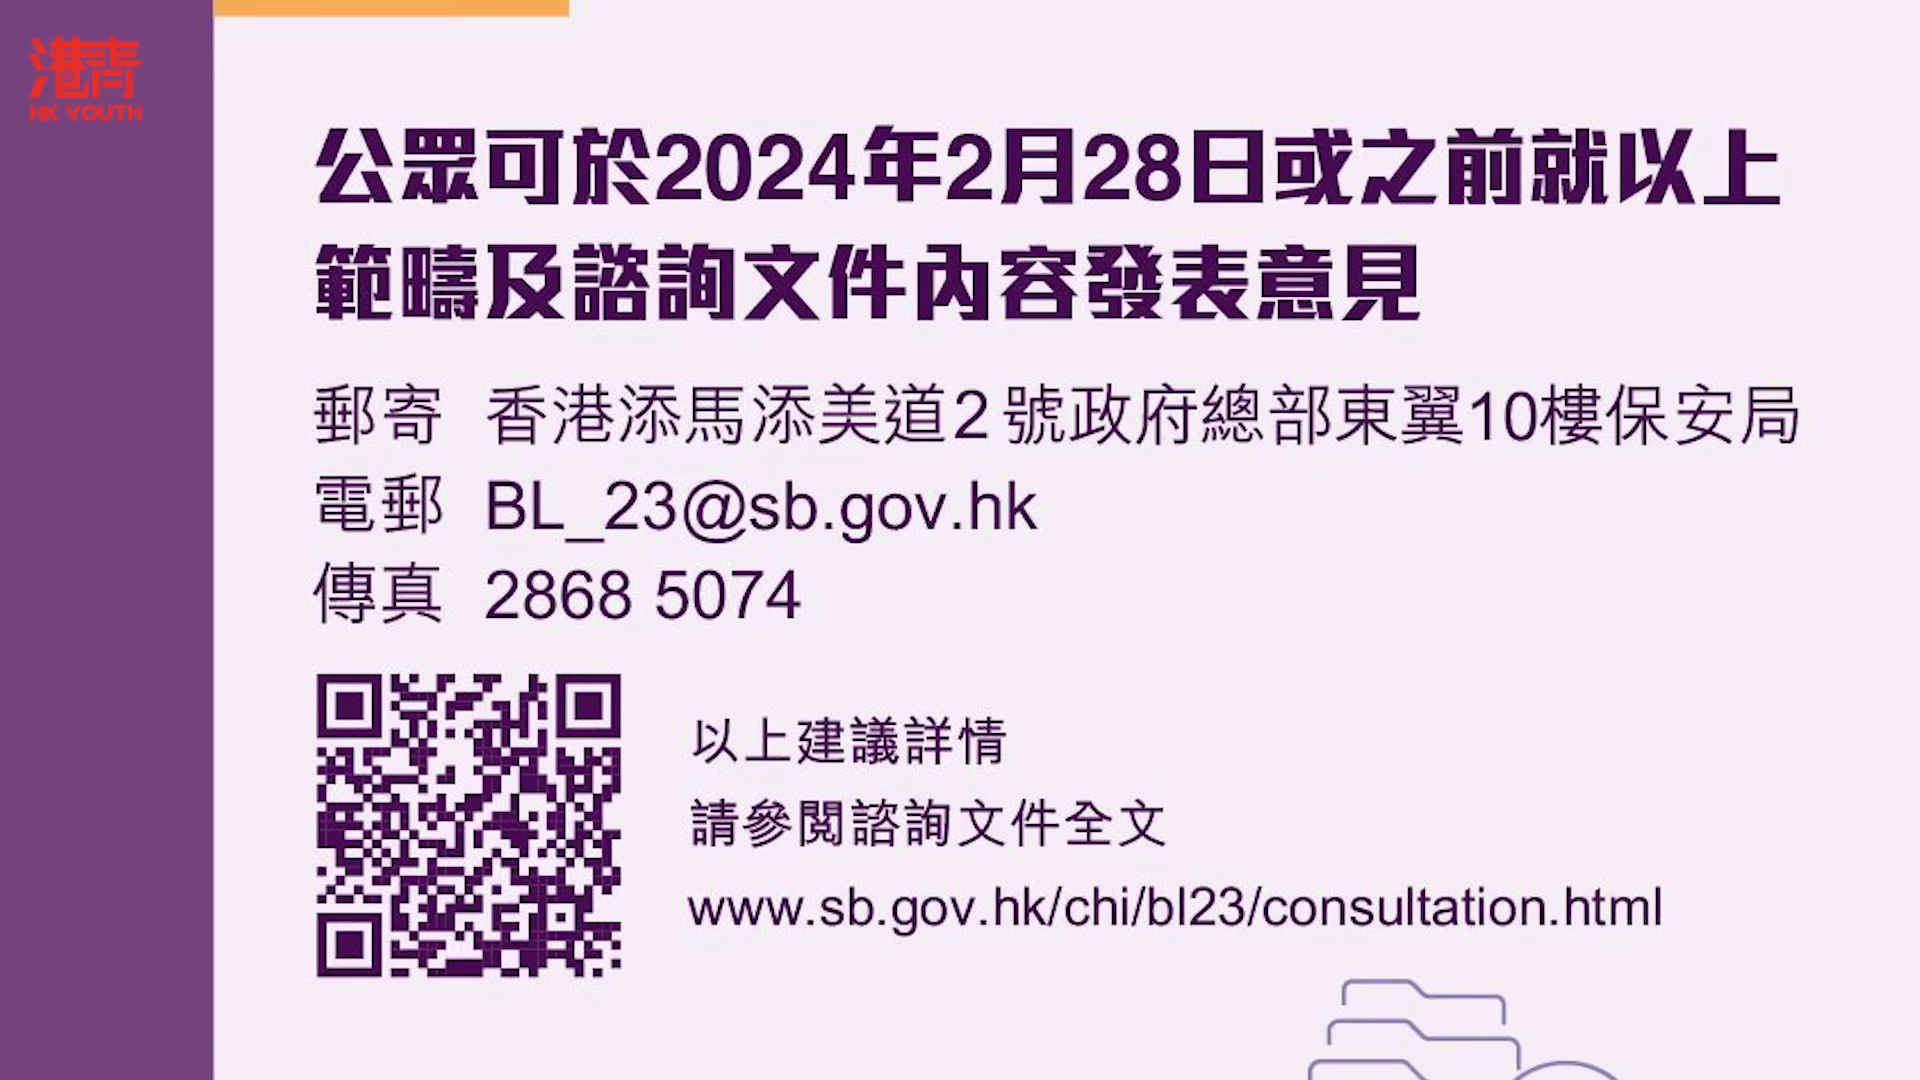 港青
HK YOUTH
公眾可於2024年2月28日或之前就以上
範疇及諮詢文件內容發表意見
郵寄 香港添馬添美道2號政府總部東翼10樓保安局
電郵 BL_23@sb.gov.hk
傳真 2868 5074
以上建議詳情
請參閱諮詢文件全文
www.sb.gov.hk/chi/bl23/consultation.html